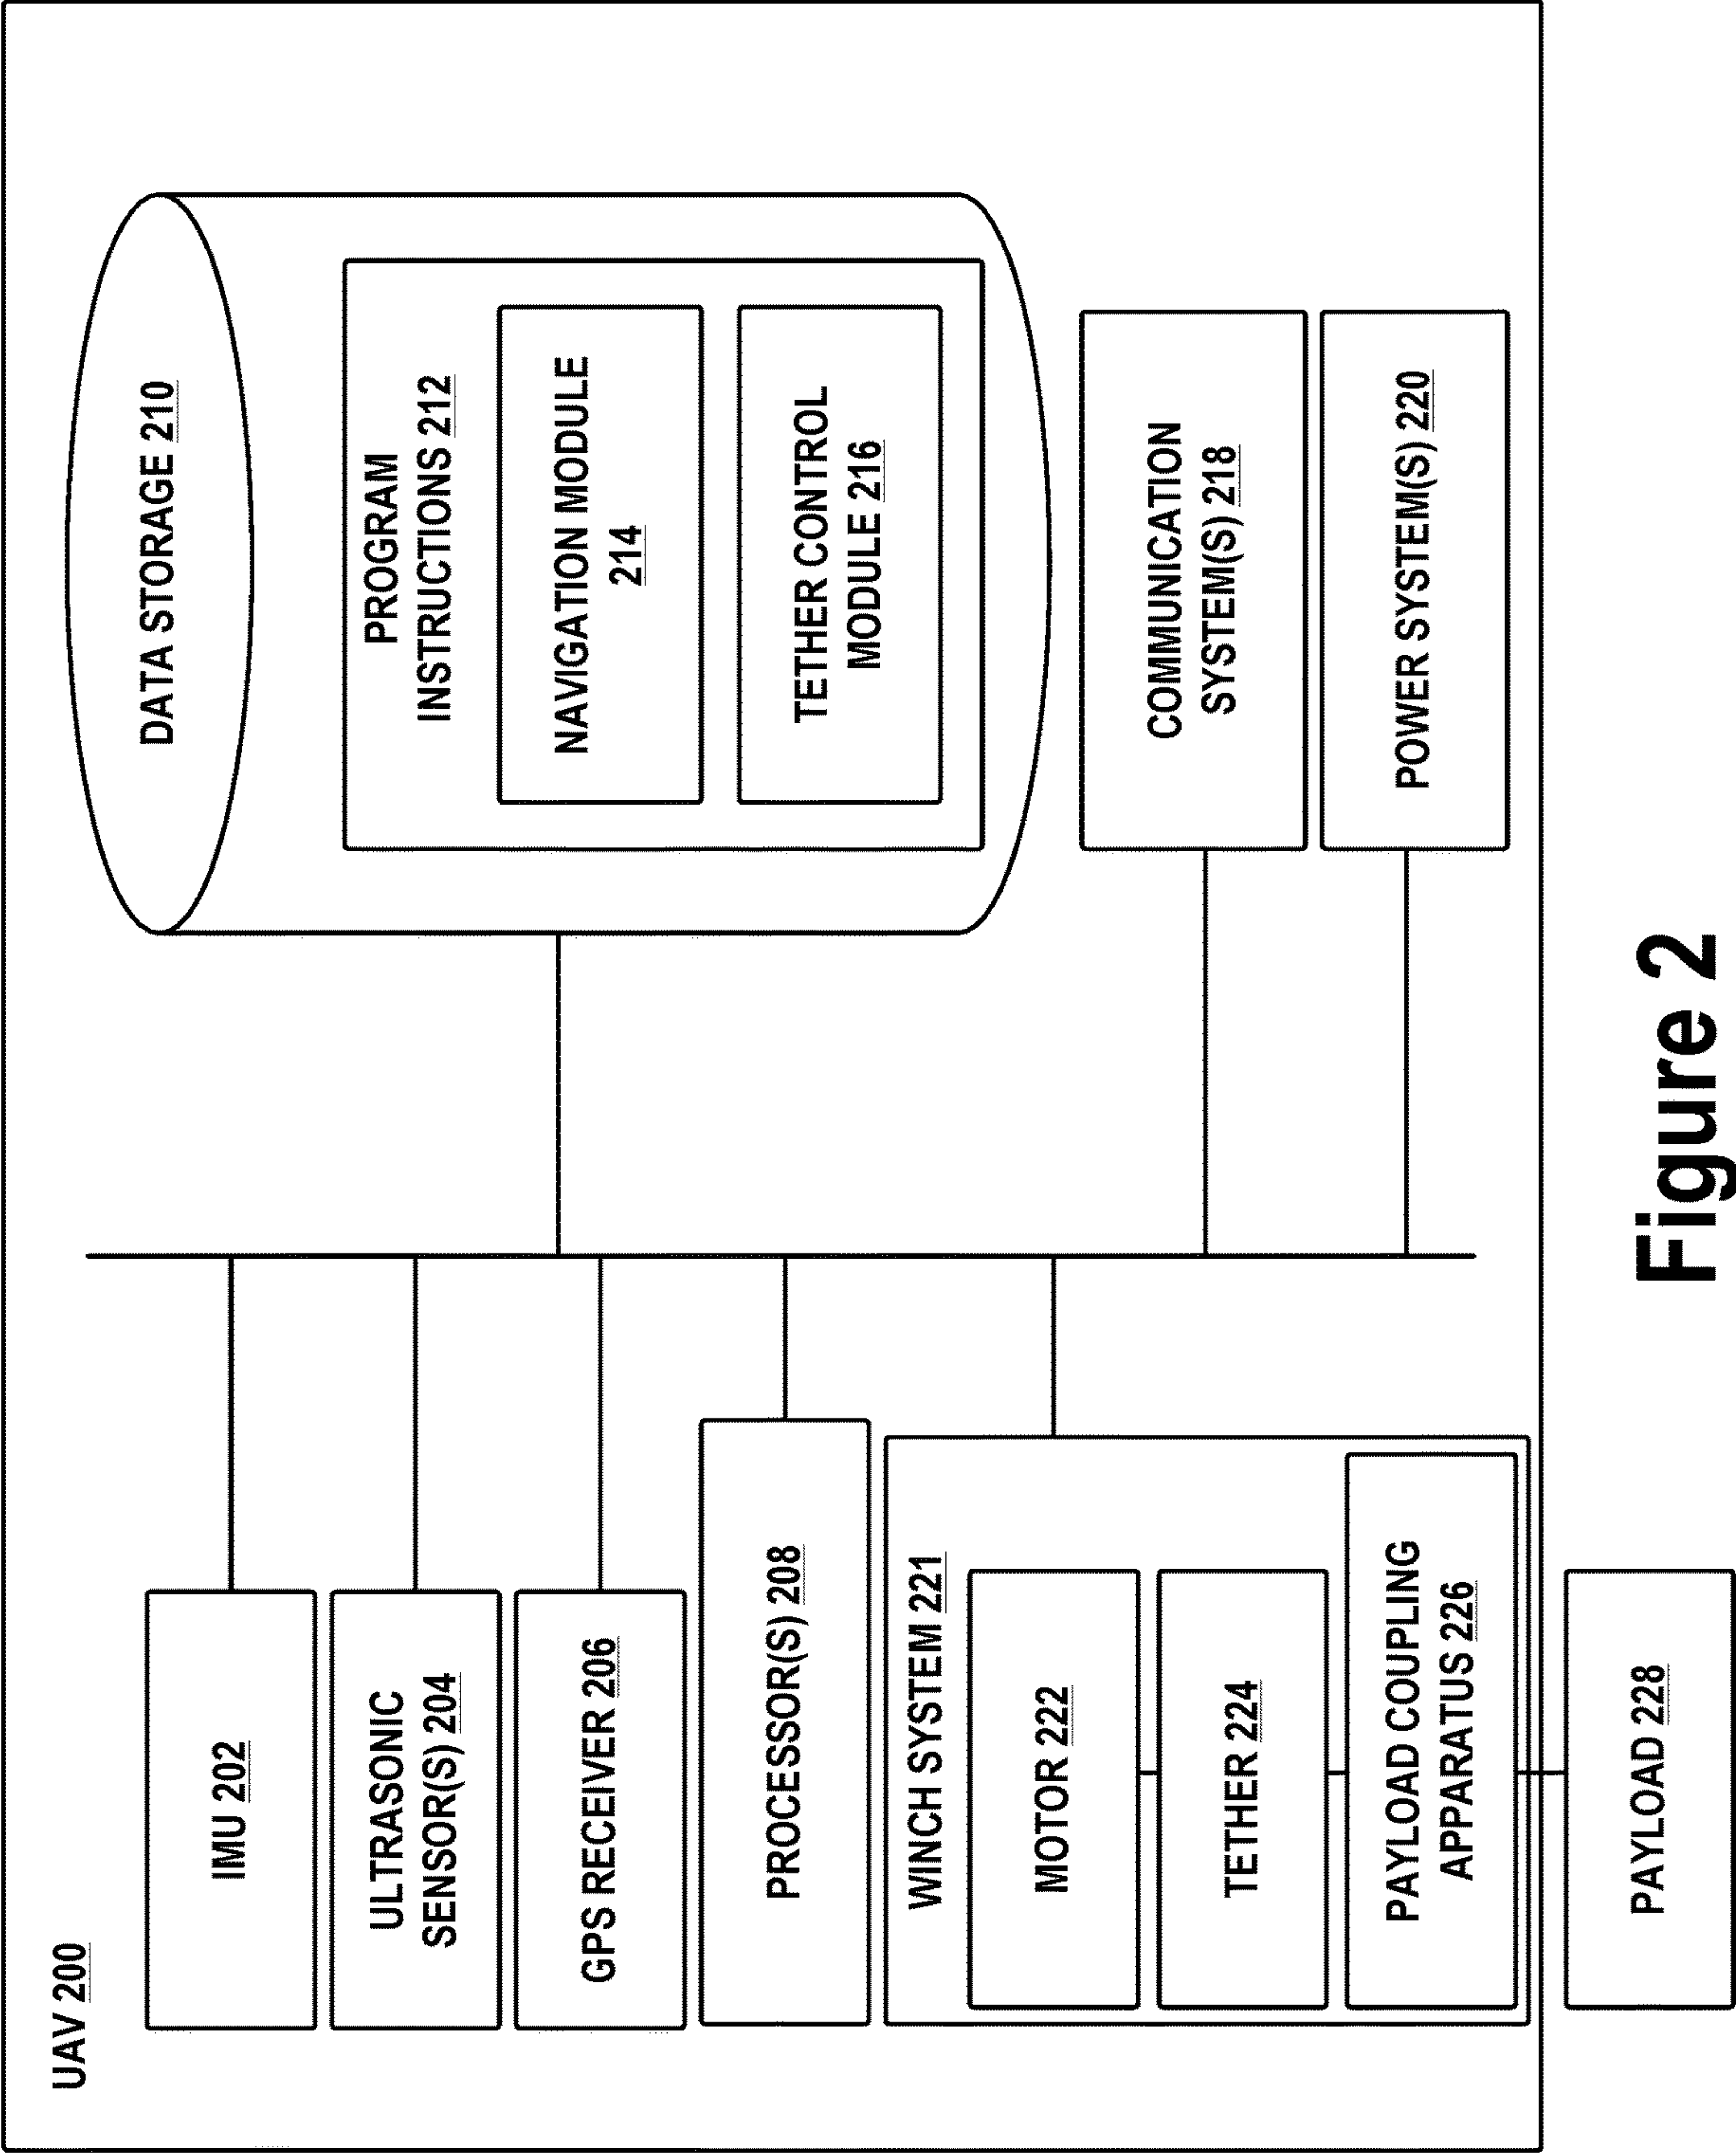 UAV 200
IMU 202
ULTRASONIC
SENSOR(S) 204
GPS RECEIVER 206
PROCESSOR(S) 208
WINCH SYSTEM 221
MOTOR 222
TETHER 224
PAYLOAD COUPLING
APPARATUS 226
PAYLOAD 228
DATA STORAGE 210
PROGRAM
INSTRUCTIONS 212
NAVIGATION MODULE
214
TETHER CONTROL
MODULE 216
COMMUNICATION
SYSTEM(S) 218
POWER SYSTEM(S) 220
Figure 2